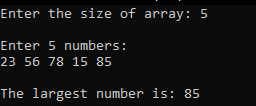 Enter the size of array: 5
Enter 5 numbers:
23 56 78 15 85
The largest number is: 85